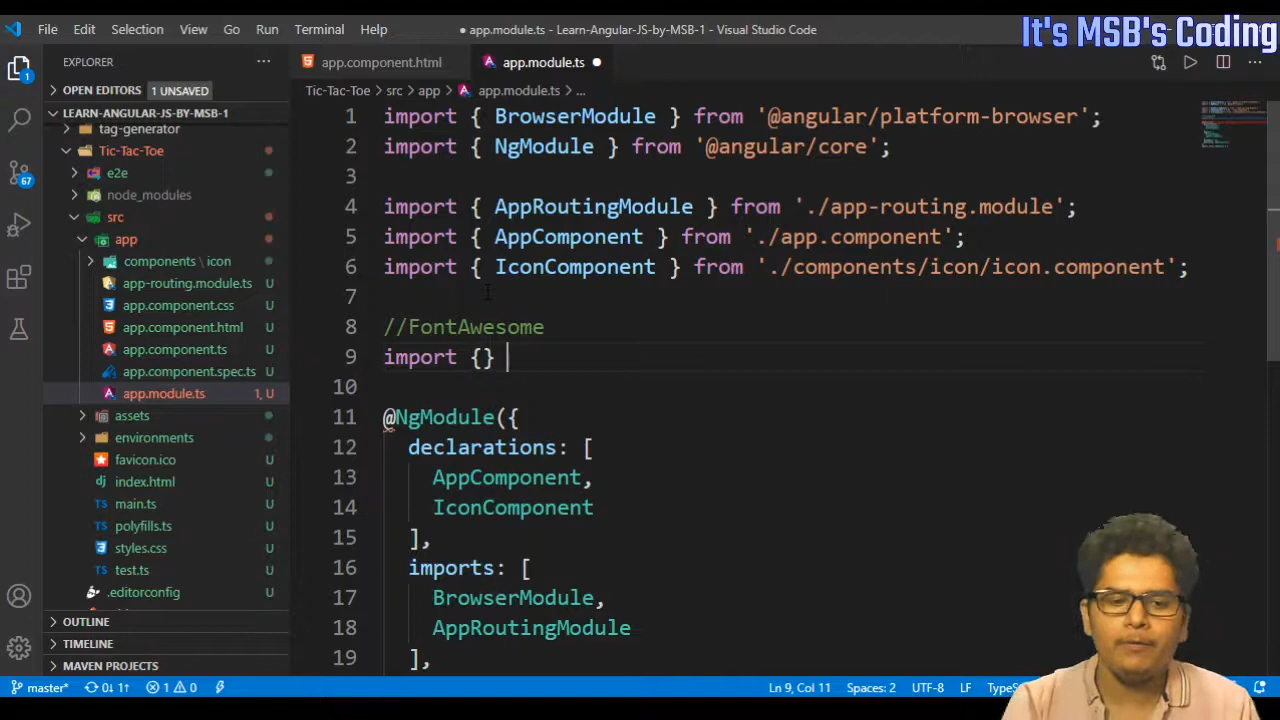 File Edit Selection View Go Run Terminal Help
● app.module.ts - Learn-Angular-JS-by-MSB-1 - Visual Studio Code
It's MSB's Coding
EXPLORER
OPEN EDITORS 1 UNSAVED
LEARN-ANGULAR-JS-BY-MSB-1
tag-generator
Tic-Tac-Toe
e2e
node_modules
src
app
components \ icon
app-routing.module.ts U
app.component.css U
app.component.html U
app.component.ts U
app.component.spec.ts U
app.module.ts 1, U
assets
environments
favicon.ico U
index.html U
main.ts U
polyfills.ts U
styles.css U
test.ts U
.editorconfig U
OUTLINE
TIMELINE
MAVEN PROJECTS
1
67
app.component.html app.module.ts ●
Tic-Tac-Toe > src > app > app.module.ts > ...
1 import { BrowserModule } from '@angular/platform-browser';
2 import { NgModule } from '@angular/core';
3
4 import { AppRoutingModule } from './app-routing.module';
5 import { AppComponent } from './app.component';
6 import { IconComponent } from './components/icon/icon.component';
7
8 //FontAwesome
9 import {}
10
11 @NgModule({
12 declarations: [
13 AppComponent,
14 IconComponent
15 ],
16 imports: [
17 BrowserModule,
18 AppRoutingModule
19 ],
master* 0↓ 1↑ 1 0 Ln 9, Col 11 Spaces: 2 UTF-8 LF